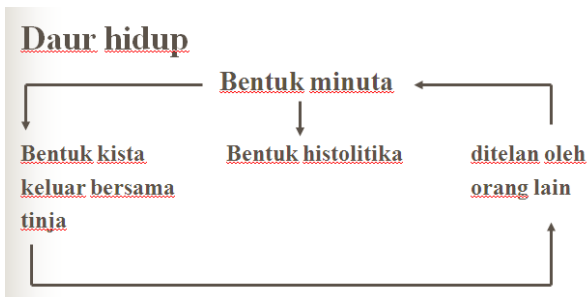 Daur hidup
Bentuk minuta
Bentuk kista
keluar bersama
tinja
Bentuk histolitika
ditelan oleh
orang lain